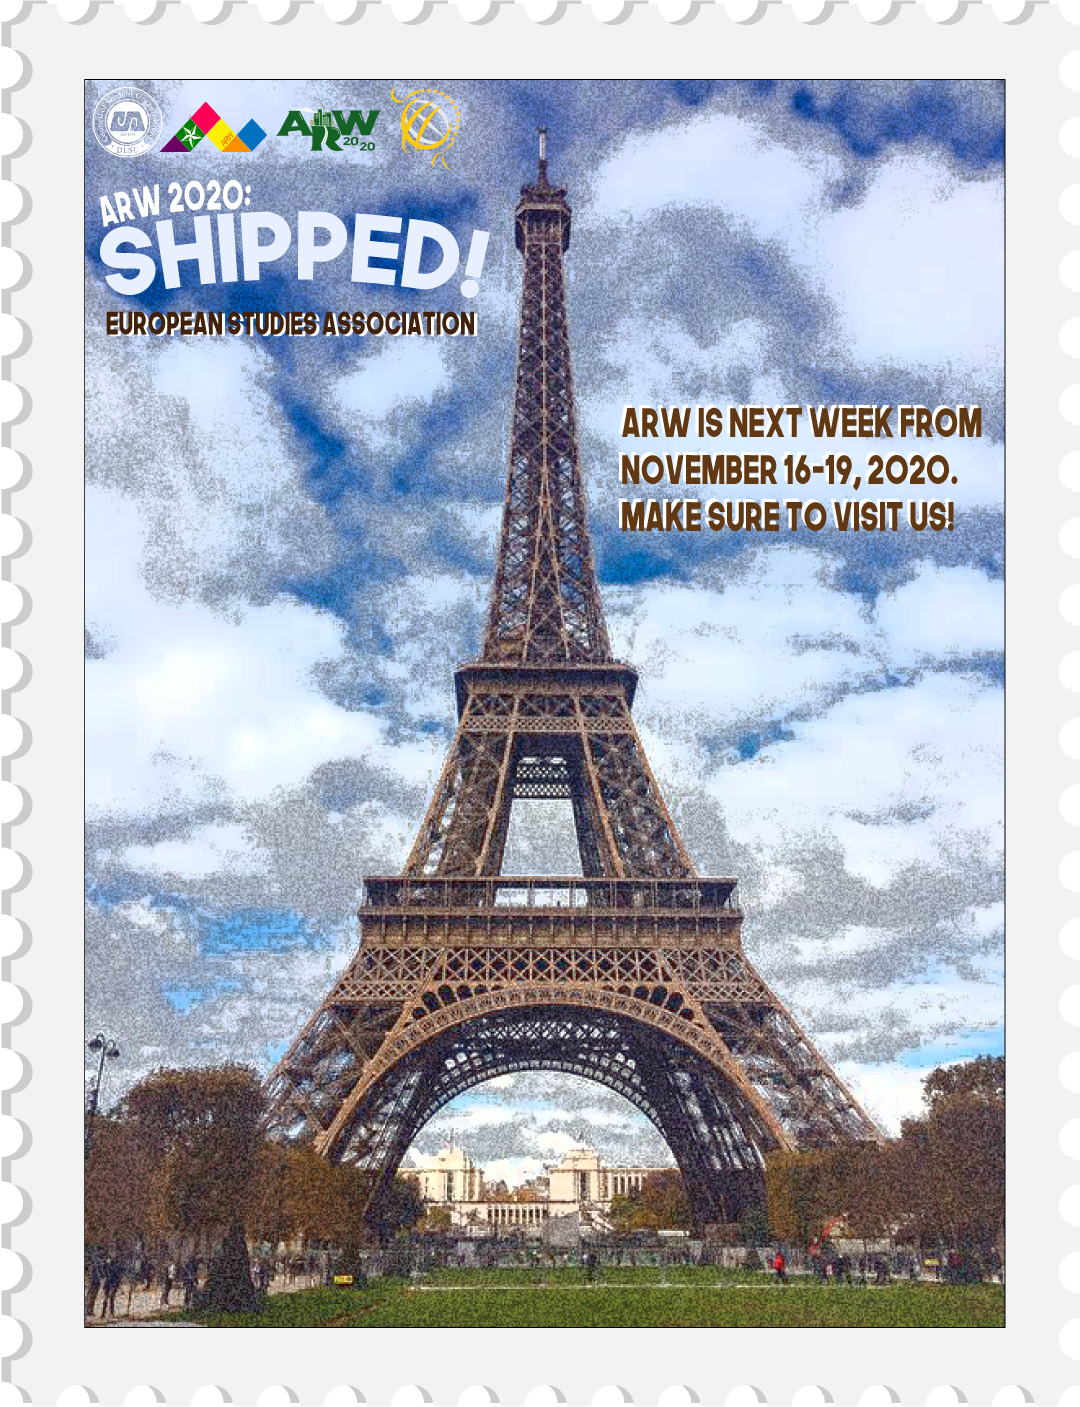 DLSU
ARW
ARW
2020
ARW 2020:
SHIPPED!
EUROPEAN STUDIES ASSOCIATION
ARW IS NEXT WEEK FROM
NOVEMBER 16-19, 2020.
MAKE SURE TO VISIT US!